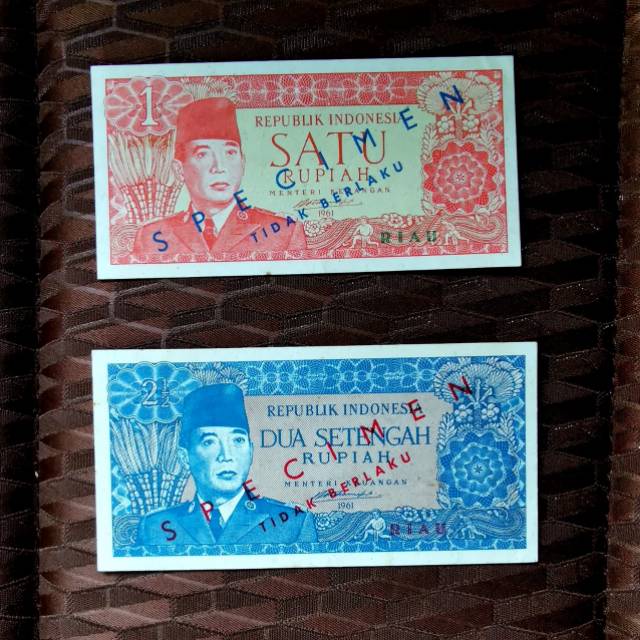 1
REPUBLIK INDONESIA
SATU
RUPIAH
MENTERI KEUANGAN
1961
RIAU
SPECIMEN
TIDAK BERLAKU
2½
REPUBLIK INDONESIA
DUA SETENGAH
RUPIAH
MENTERI KEUANGAN
1961
RIAU
SPECIMEN
TIDAK BERLAKU